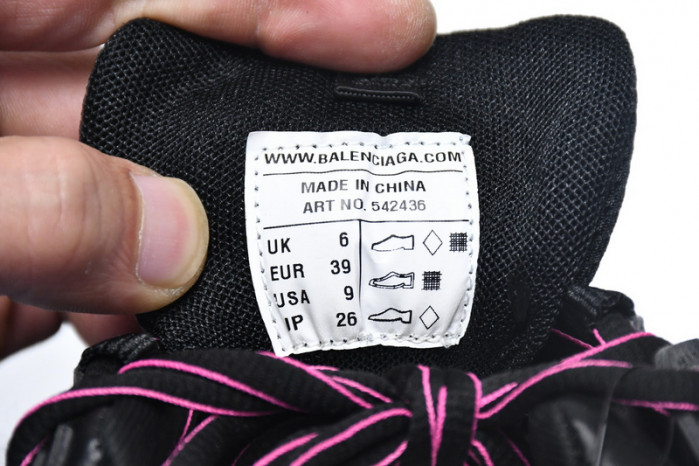 WWW.BALENCIAGA.COM
MADE IN CHINA
ART NO. 542436
UK 6
EUR 39
USA 9
JP 26